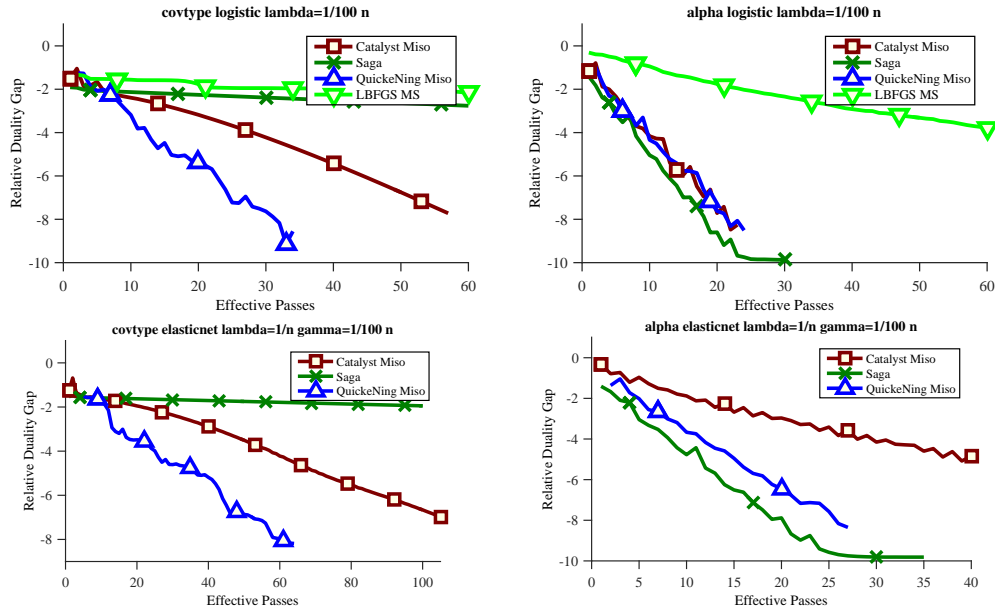 covtype logistic lambda=1/100 n
0
-2
-4
-6
-8
-10
Relative Duality Gap
0 10 20 30 40 50 60
Effective Passes
Catalyst Miso
Saga
QuickeNing Miso
LBFGS MS
alpha logistic lambda=1/100 n
0
-2
-4
-6
-8
-10
Relative Duality Gap
0 10 20 30 40 50 60
Effective Passes
Catalyst Miso
Saga
QuickeNing Miso
LBFGS MS
covtype elasticnet lambda=1/n gamma=1/100 n
0
-2
-4
-6
-8
Relative Duality Gap
0 20 40 60 80 100
Effective Passes
Catalyst Miso
Saga
QuickeNing Miso
alpha elasticnet lambda=1/n gamma=1/100 n
0
-2
-4
-6
-8
-10
Relative Duality Gap
0 5 10 15 20 25 30 35 40
Effective Passes
Catalyst Miso
Saga
QuickeNing Miso